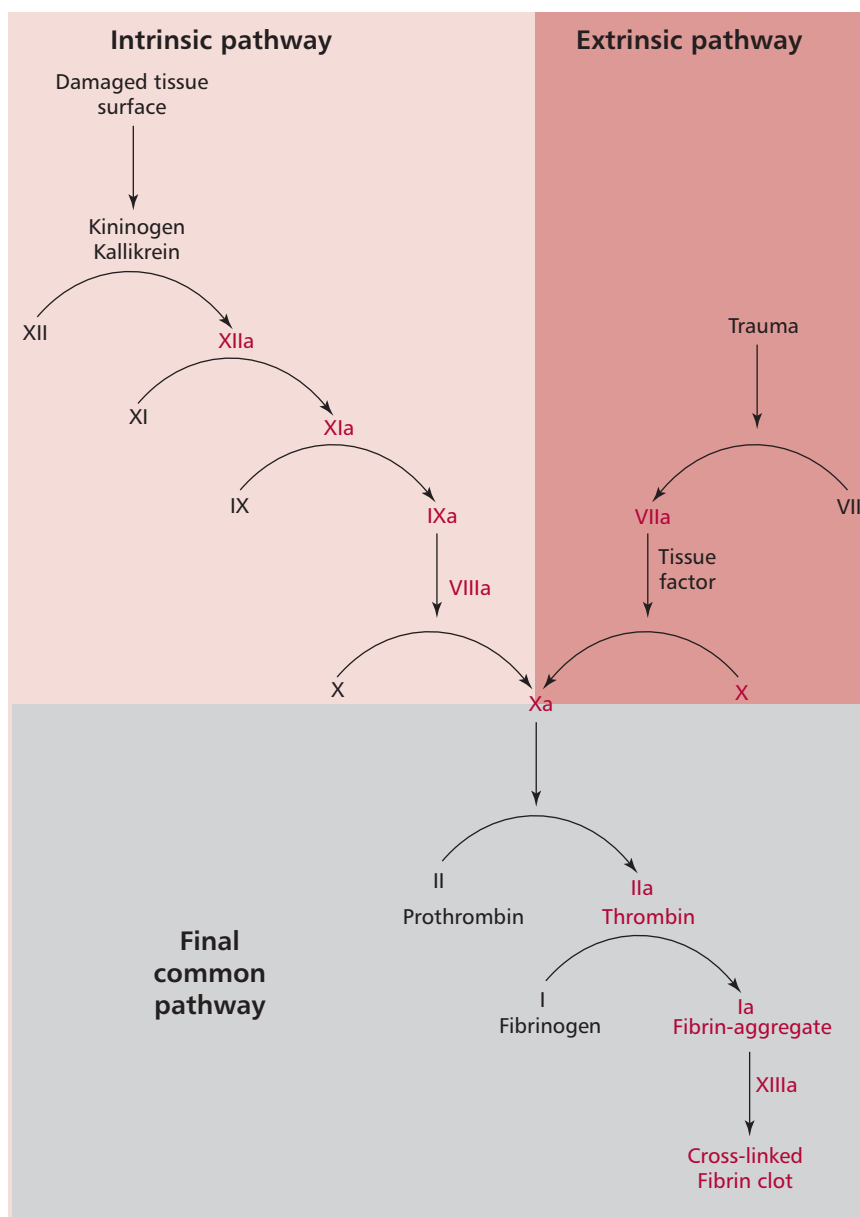 Intrinsic pathway
Extrinsic pathway
Damaged tissue
surface
Kininogen
Kallikrein
XII
XIIa
XI
XIa
IX
IXa
VIIIa
X
Trauma
VII
VIIa
Tissue
factor
X
Xa
II
Prothrombin
IIa
Thrombin
Final
common
pathway
I
Fibrinogen
Ia
Fibrin-aggregate
XIIIa
Cross-linked
Fibrin clot